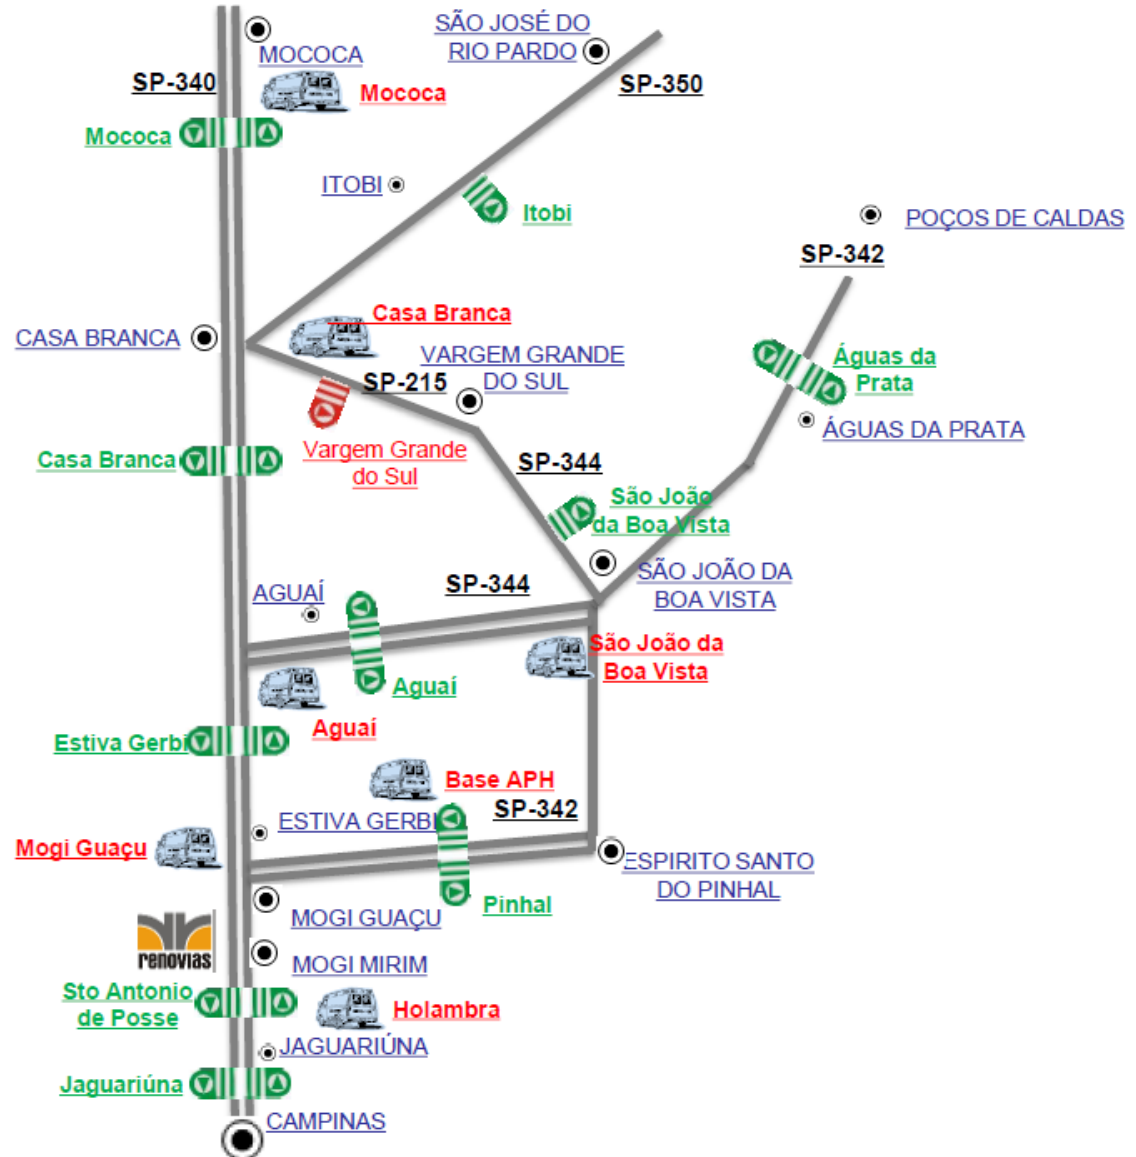 SÃO JOSÉ DO
RIO PARDO
MOCOCA
SP-340
SP-350
Mococa
Mococa
ITOBI
Itobi
POÇOS DE CALDAS
SP-342
Casa Branca
CASA BRANCA
VARGEM GRANDE
DO SUL
SP-215
Águas da
Prata
ÁGUAS DA PRATA
Vargem Grande
do Sul
Casa Branca
SP-344
São João
da Boa Vista
SÃO JOÃO DA
BOA VISTA
SP-344
AGUAÍ
São João da
Boa Vista
Aguaí
Aguaí
Estiva Gerbi
Base APH
SP-342
ESTIVA GERBI
Mogi Guaçu
ESPIRITO SANTO
DO PINHAL
Pinhal
MOGI GUAÇU
renovias
MOGI MIRIM
Sto Antonio
de Posse
Holambra
JAGUARIÚNA
Jaguariúna
CAMPINAS